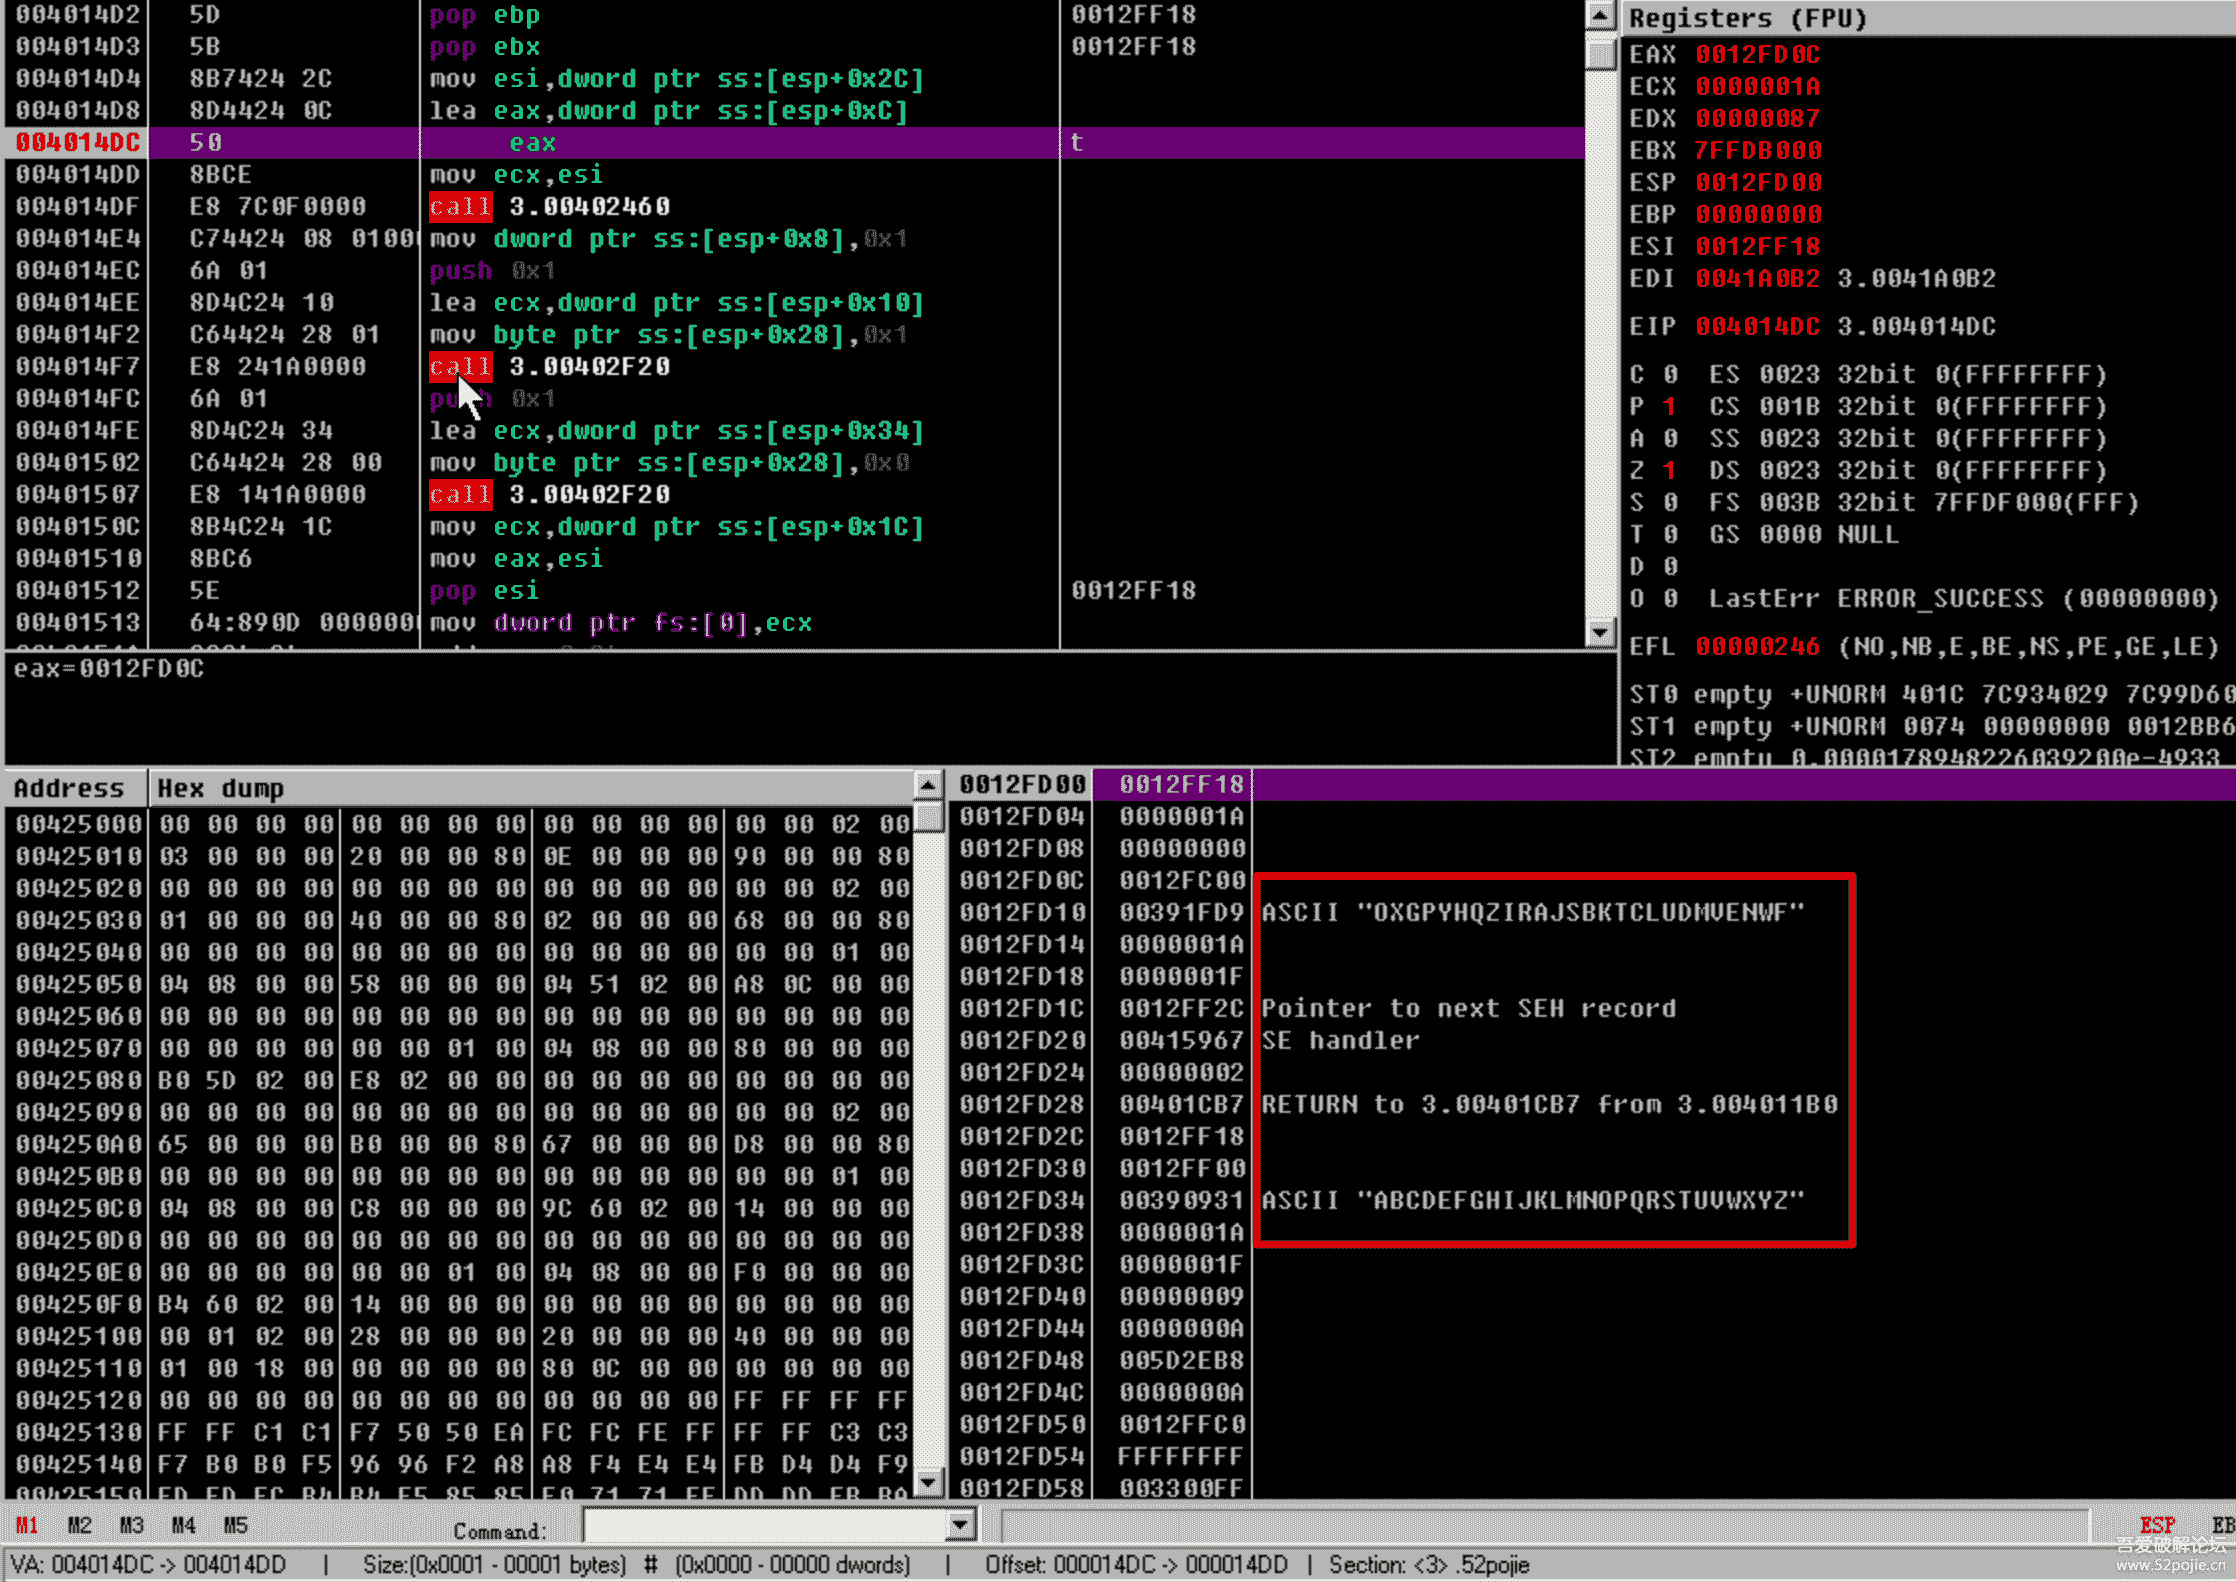 004014D2 5D pop ebp 0012FF18
004014D3 5B pop ebx 0012FF18
004014D4 8B7424 2C mov esi,dword ptr ss:[esp+0x2C]
004014D8 8D4424 0C lea eax,dword ptr ss:[esp+0xC]
004014DC 50 eax t
004014DD 8BCE mov ecx,esi
004014DF E8 7C0F0000 call 3.00402460
004014E4 C74424 08 0100 mov dword ptr ss:[esp+0x8],0x1
004014EC 6A 01 push 0x1
004014EE 8D4C24 10 lea ecx,dword ptr ss:[esp+0x10]
004014F2 C64424 28 01 mov byte ptr ss:[esp+0x28],0x1
004014F7 E8 241A0000 call 3.00402F20
004014FC 6A 01 push 0x1
004014FE 8D4C24 34 lea ecx,dword ptr ss:[esp+0x34]
00401502 C64424 28 00 mov byte ptr ss:[esp+0x28],0x0
00401507 E8 141A0000 call 3.00402F20
0040150C 8B4C24 1C mov ecx,dword ptr ss:[esp+0x1C]
00401510 8BC6 mov eax,esi
00401512 5E pop esi 0012FF18
00401513 64:890D 000000 mov dword ptr fs:[0],ecx
eax=0012FD0C
Registers (FPU)
EAX 0012FD0C
ECX 0000001A
EDX 00000087
EBX 7FFDB000
ESP 0012FD00
EBP 00000000
ESI 0012FF18
EDI 0041A0B2 3.0041A0B2
EIP 004014DC 3.004014DC
C 0 ES 0023 32bit 0(FFFFFFFF)
P 1 CS 001B 32bit 0(FFFFFFFF)
A 0 SS 0023 32bit 0(FFFFFFFF)
Z 1 DS 0023 32bit 0(FFFFFFFF)
S 0 FS 003B 32bit 7FFDF000(FFF)
T 0 GS 0000 NULL
D 0
O 0 LastErr ERROR_SUCCESS (00000000)
EFL 00000246 (NO,NB,E,BE,NS,PE,GE,LE)
ST0 empty +UNORM 401C 7C934029 7C99D60
ST1 empty +UNORM 0074 00000000 0012BB6
ST2 empty 0.0000178948226039200e-4933
Address Hex dump
00425000 00 00 00 00 00 00 00 00 00 00 00 00 00 00 02 00
00425010 03 00 00 00 20 00 00 80 0E 00 00 00 90 00 00 80
00425020 00 00 00 00 00 00 00 00 00 00 00 00 00 00 02 00
00425030 01 00 00 00 40 00 00 80 02 00 00 00 68 00 00 80
00425040 00 00 00 00 00 00 00 00 00 00 00 00 00 00 01 00
00425050 04 08 00 00 58 00 00 00 04 51 02 00 A8 0C 00 00
00425060 00 00 00 00 00 00 00 00 00 00 00 00 00 00 00 00
00425070 00 00 00 00 00 00 01 00 04 08 00 00 80 00 00 00
00425080 B0 5D 02 00 E8 02 00 00 00 00 00 00 00 00 00 00
00425090 00 00 00 00 00 00 00 00 00 00 00 00 00 00 02 00
004250A0 65 00 00 00 B0 00 00 80 67 00 00 00 D8 00 00 80
004250B0 00 00 00 00 00 00 00 00 00 00 00 00 00 00 01 00
004250C0 04 08 00 00 C8 00 00 00 9C 60 02 00 14 00 00 00
004250D0 00 00 00 00 00 00 00 00 00 00 00 00 00 00 00 00
004250E0 00 00 00 00 00 00 01 00 04 08 00 00 F0 00 00 00
004250F0 B4 60 02 00 14 00 00 00 00 00 00 00 00 00 00 00
00425100 00 01 02 00 28 00 00 00 20 00 00 00 40 00 00 00
00425110 01 00 18 00 00 00 00 00 80 0C 00 00 00 00 00 00
00425120 00 00 00 00 00 00 00 00 00 00 00 00 FF FF FF FF
00425130 FF FF C1 C1 F7 50 50 EA FC FC FE FF FF FF C3 C3
00425140 F7 B0 B0 F5 96 96 F2 A8 A8 F4 E4 E4 FB D4 D4 F9
0012FD00 0012FF18
0012FD04 0000001A
0012FD08 00000000
0012FD0C 0012FC00
0012FD10 00391FD9 ASCII "OXGPYHQZIRAJSBKTCLUDMVENWF"
0012FD14 0000001A
0012FD18 0000001F
0012FD1C 0012FF2C Pointer to next SEH record
0012FD20 00415967 SE handler
0012FD24 00000002
0012FD28 00401CB7 RETURN to 3.00401CB7 from 3.004011B0
0012FD2C 0012FF18
0012FD30 0012FF00
0012FD34 00390931 ASCII "ABCDEFGHIJKLMNOPQRSTUVWXYZ"
0012FD38 0000001A
0012FD3C 0000001F
0012FD40 00000009
0012FD44 0000000A
0012FD48 005D2EB8
0012FD4C 0000000A
0012FD50 0012FFC0
0012FD54 FFFFFFFF
0012FD58 003300FF
M1 M2 M3 M4 M5 Command: ESP EB
VA: 004014DC -> 004014DD | Size:(0x0001 - 00001 bytes) # (0x0000 - 00000 dwords) | Offset: 000014DC -> 000014DD | Section: <3> .52pojie
吾爱破解论坛
www.52pojie.cn